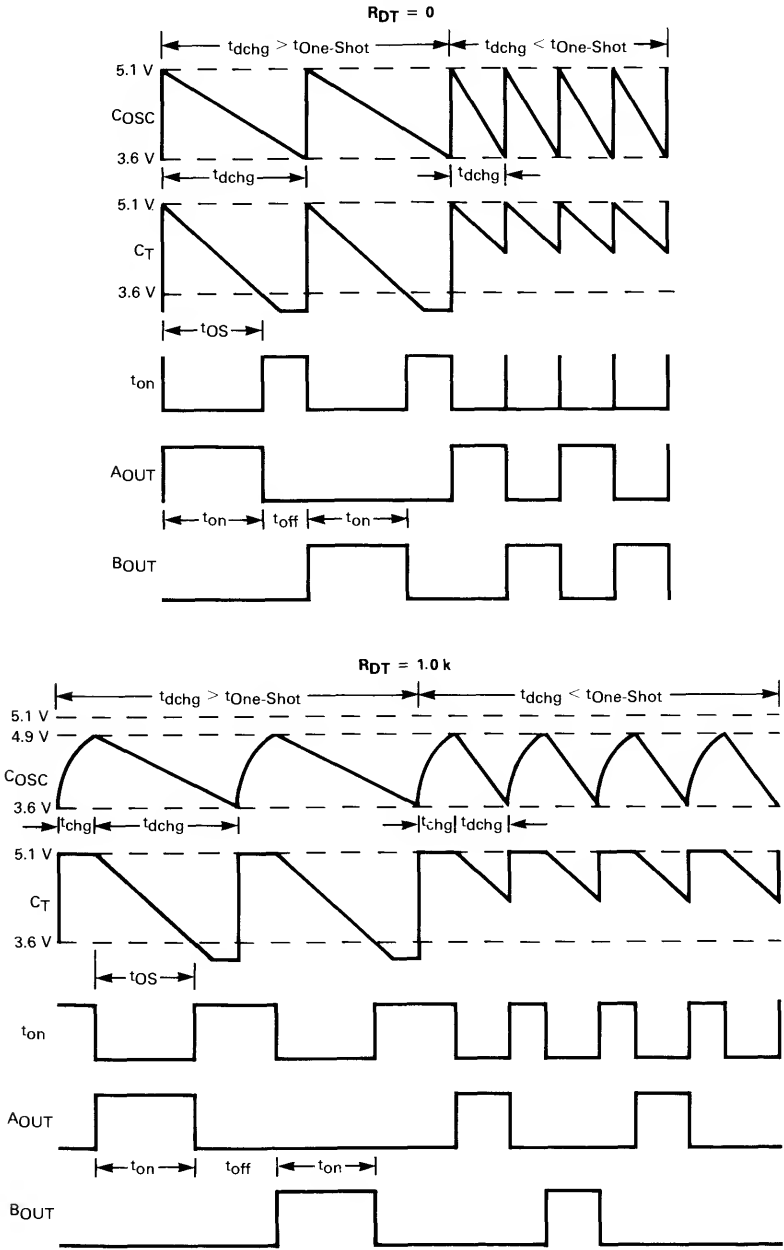 RDT = 0
tdchg > tOne-Shot
tdchg < tOne-Shot
5.1 V
COSC
3.6 V
tdchg
tdchg
5.1 V
CT
3.6 V
tOS
ton
AOUT
ton
toff
ton
BOUT
RDT = 1.0 k
tdchg > tOne-Shot
tdchg < tOne-Shot
5.1 V
4.9 V
COSC
3.6 V
tchg
tdchg
tchg
tdchg
5.1 V
CT
3.6 V
tOS
ton
AOUT
ton
toff
ton
BOUT